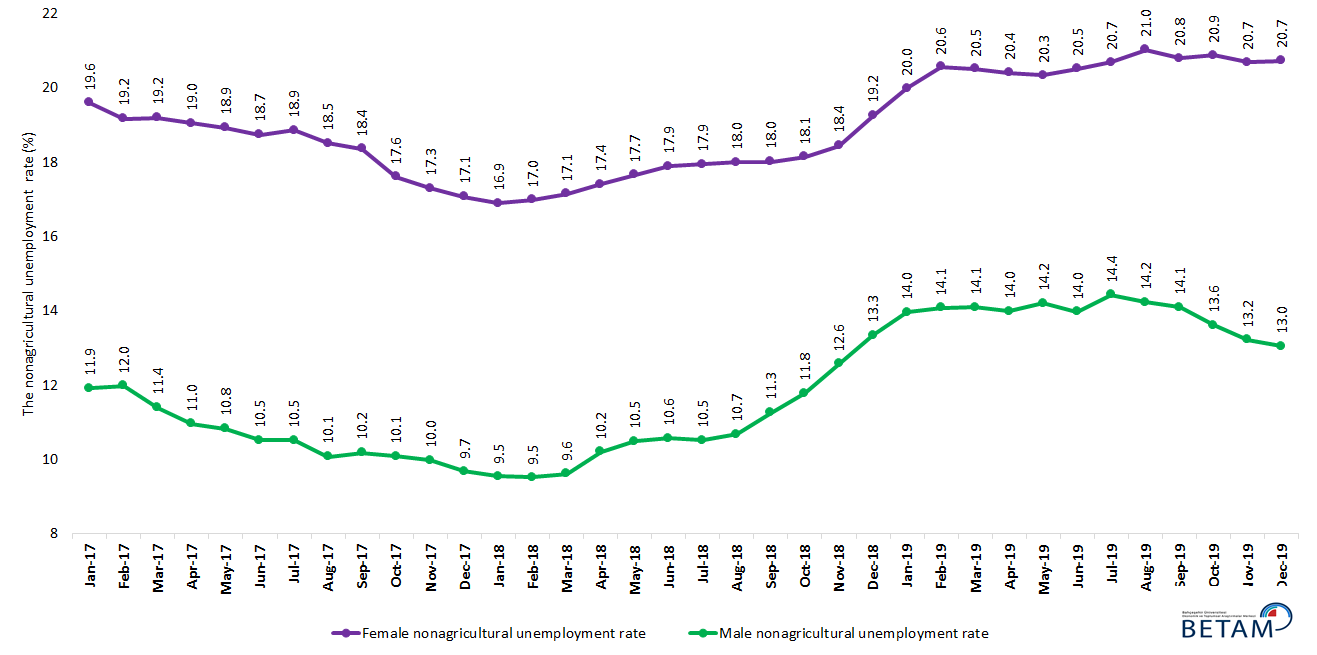 The nonagricultural unemployment rate (%)
22
20
18
16
14
12
10
8
19.6
19.2
19.2
19.0
18.9
18.7
18.9
18.5
18.4
17.6
17.3
17.1
16.9
17.0
17.1
17.4
17.7
17.9
17.9
18.0
18.0
18.1
18.4
19.2
20.0
20.6
20.5
20.4
20.3
20.5
20.7
21.0
20.8
20.9
20.7
20.7
11.9
12.0
11.4
11.0
10.8
10.5
10.5
10.1
10.2
10.1
10.0
9.7
9.5
9.5
9.6
10.2
10.5
10.6
10.5
10.7
11.3
11.8
12.6
13.3
14.0
14.1
14.1
14.0
14.2
14.0
14.4
14.2
14.1
13.6
13.2
13.0
Jan-17
Feb-17
Mar-17
Apr-17
May-17
Jun-17
Jul-17
Aug-17
Sep-17
Oct-17
Nov-17
Dec-17
Jan-18
Feb-18
Mar-18
Apr-18
May-18
Jun-18
Jul-18
Aug-18
Sep-18
Oct-18
Nov-18
Dec-18
Jan-19
Feb-19
Mar-19
Apr-19
May-19
Jun-19
Jul-19
Aug-19
Sep-19
Oct-19
Nov-19
Dec-19
Female nonagricultural unemployment rate
Male nonagricultural unemployment rate
BETAM